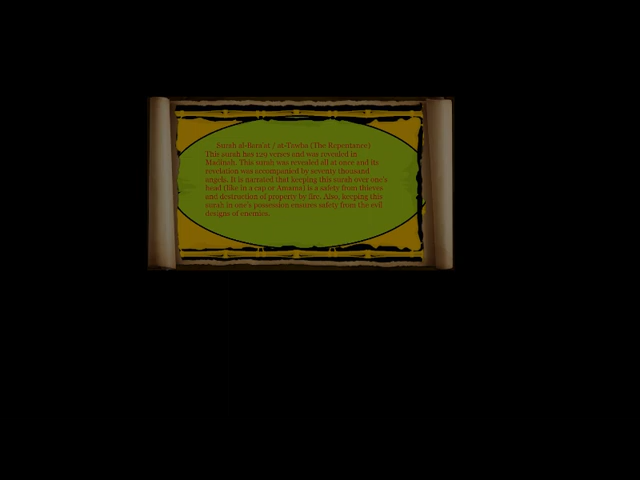 Surah al-Bara'at / at-Tawba (The Repentance)
This surah has 129 verses and was revealed in
Madinah. This surah was revealed all at once and its
revelation was accompanied by seventy thousand
angels. It is narrated that keeping this surah over one's
head (like in a cap or Amama) is a safety from thieves
and destruction of property by fire. Also, keeping this
surah in one's possession ensures safety from the evil
designs of enemies.